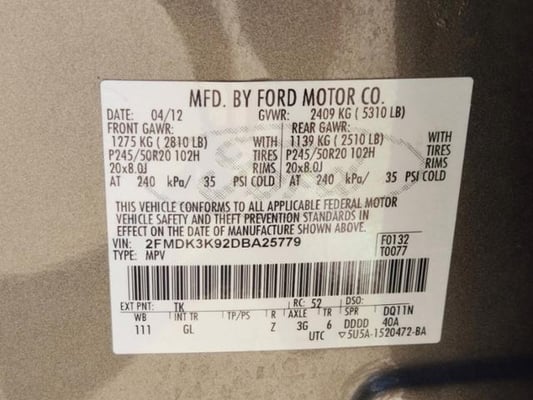 MFD. BY FORD MOTOR CO.
DATE: 04/12 GVWR: 2409 KG ( 5310 LB)
FRONT GAWR: REAR GAWR:
1275 KG ( 2810 LB) 1139 KG ( 2510 LB) WITH
P245/50R20 102H TIRES P245/50R20 102H TIRES
20x8.0J RIMS 20x8.0J RIMS
AT 240 kPa/ 35 PSI COLD AT 240 kPa/ 35 PSI COLD
THIS VEHICLE CONFORMS TO ALL APPLICABLE FEDERAL MOTOR
VEHICLE SAFETY AND THEFT PREVENTION STANDARDS IN
EFFECT ON THE DATE OF MANUFACTURE SHOWN ABOVE.
VIN: 2FMDK3K92DBA25779 F0132
TYPE: MPV T0077
EXT PNT: TK RC: 52 DSO:
WB INT TR TP/PS R AXLE TR SPR DQ11N
111 GL Z 3G 6 DDDD 40A
UTC ▽5U5A-1520472-BA